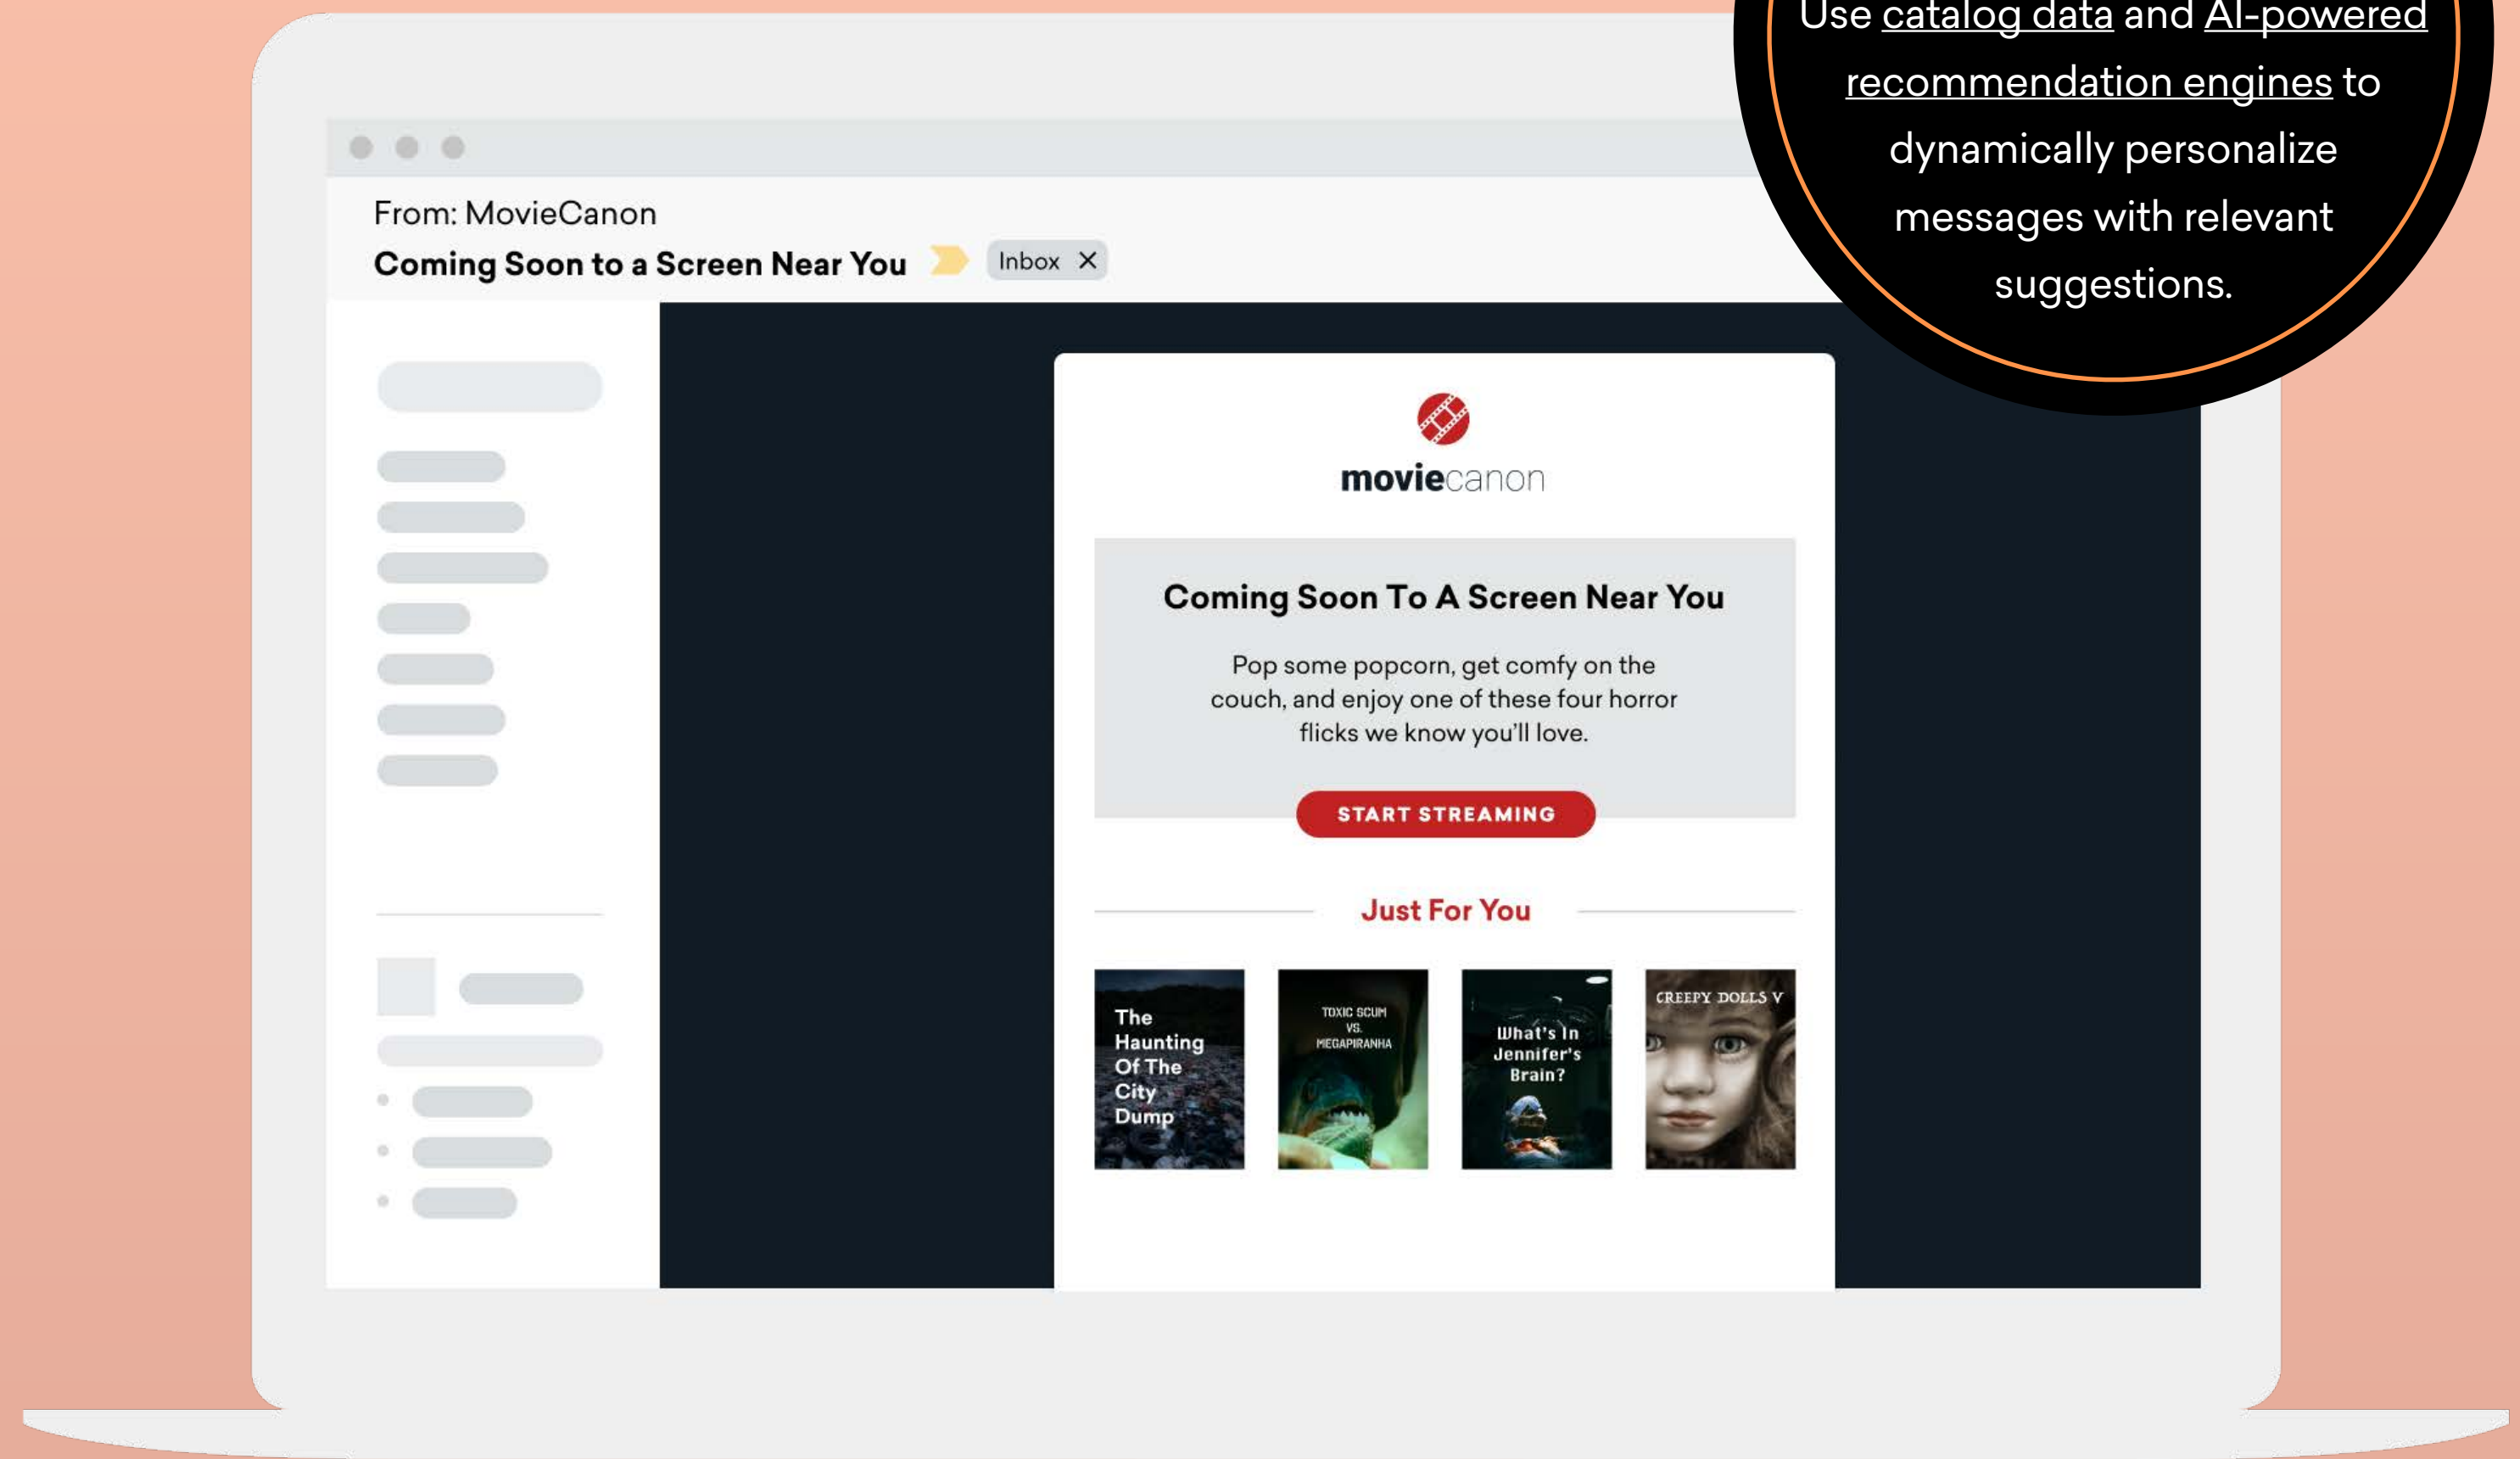 Use catalog data and AI-powered
recommendation engines to
dynamically personalize
messages with relevant
suggestions.
From: MovieCanon
Coming Soon to a Screen Near You
Inbox X
moviecanon
Coming Soon To A Screen Near You
Pop some popcorn, get comfy on the
couch, and enjoy one of these four horror
flicks we know you'll love.
START STREAMING
Just For You
The
Haunting
Of The
City
Dump
TOXIC SCUM
VS.
MEGAPIRANHA
What's In
Jennifer's
Brain?
CREEPY DOLLS V